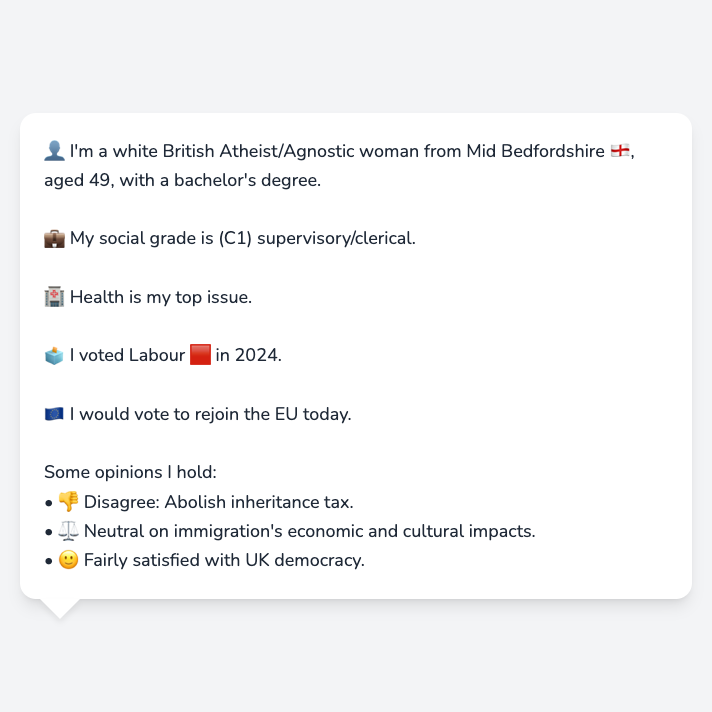 👤 I'm a white British Atheist/Agnostic woman from Mid Bedfordshire 🏴󠁧󠁢󠁥󠁮󠁧󠁿,
aged 49, with a bachelor's degree.
💼 My social grade is (C1) supervisory/clerical.
🏥 Health is my top issue.
🗳️ I voted Labour 🟥 in 2024.
🇪🇺 I would vote to rejoin the EU today.
Some opinions I hold:
• 👎 Disagree: Abolish inheritance tax.
• ⚖️ Neutral on immigration's economic and cultural impacts.
• 🙂 Fairly satisfied with UK democracy.